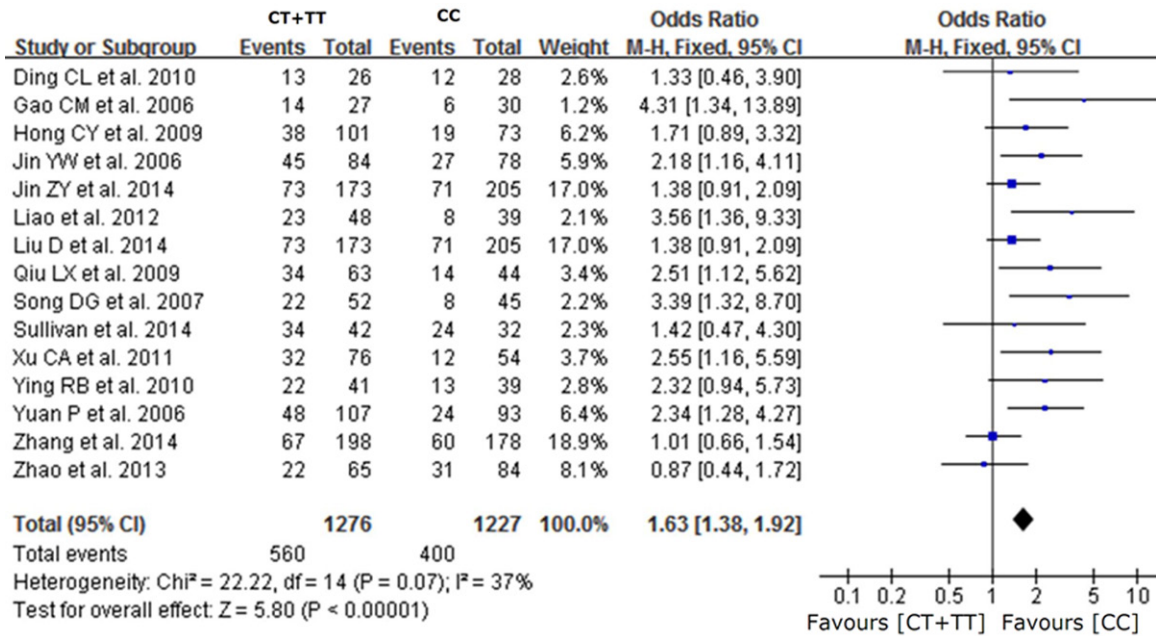 CT+TT CC Odds Ratio Odds Ratio
Study or Subgroup Events Total Events Total Weight M-H, Fixed, 95% CI M-H, Fixed, 95% CI
Ding CL et al. 2010 13 26 12 28 2.6% 1.33 [0.46, 3.90]
Gao CM et al. 2006 14 27 6 30 1.2% 4.31 [1.34, 13.89]
Hong CY et al. 2009 38 101 19 73 6.2% 1.71 [0.89, 3.32]
Jin YW et al. 2006 45 84 27 78 5.9% 2.18 [1.16, 4.11]
Jin ZY et al. 2014 73 173 71 205 17.0% 1.38 [0.91, 2.09]
Liao et al. 2012 23 48 8 39 2.1% 3.56 [1.36, 9.33]
Liu D et al. 2014 73 173 71 205 17.0% 1.38 [0.91, 2.09]
Qiu LX et al. 2009 34 63 14 44 3.4% 2.51 [1.12, 5.62]
Song DG et al. 2007 22 52 8 45 2.2% 3.39 [1.32, 8.70]
Sullivan et al. 2014 34 42 24 32 2.3% 1.42 [0.47, 4.30]
Xu CA et al. 2011 32 76 12 54 3.7% 2.55 [1.16, 5.59]
Ying RB et al. 2010 22 41 13 39 2.8% 2.32 [0.94, 5.73]
Yuan P et al. 2006 48 107 24 93 6.4% 2.34 [1.28, 4.27]
Zhang et al. 2014 67 198 60 178 18.9% 1.01 [0.66, 1.54]
Zhao et al. 2013 22 65 31 84 8.1% 0.87 [0.44, 1.72]
Total (95% CI) 1276 1227 100.0% 1.63 [1.38, 1.92]
Total events 560 400
Heterogeneity: Chi² = 22.22, df = 14 (P = 0.07); I² = 37%
Test for overall effect: Z = 5.80 (P < 0.00001)
0.1 0.2 0.5 1 2 5 10
Favours [CT+TT] Favours [CC]